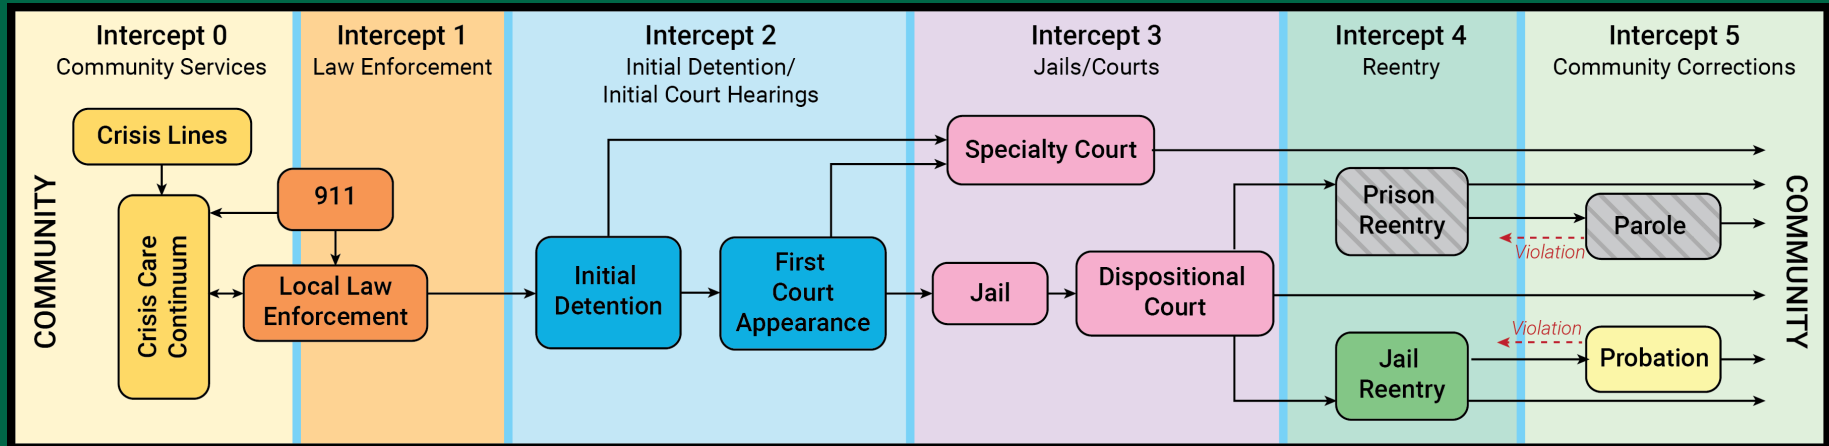 Intercept 0
Community Services
Intercept 1
Law Enforcement
Intercept 2
Initial Detention/
Initial Court Hearings
Intercept 3
Jails/Courts
Intercept 4
Reentry
Intercept 5
Community Corrections
COMMUNITY
Crisis Lines
Crisis Care
Continuum
911
Local Law
Enforcement
Initial
Detention
First
Court
Appearance
Specialty Court
Jail
Dispositional
Court
Prison
Reentry
Parole
Violation
Jail
Reentry
Violation
Probation
COMMUNITY